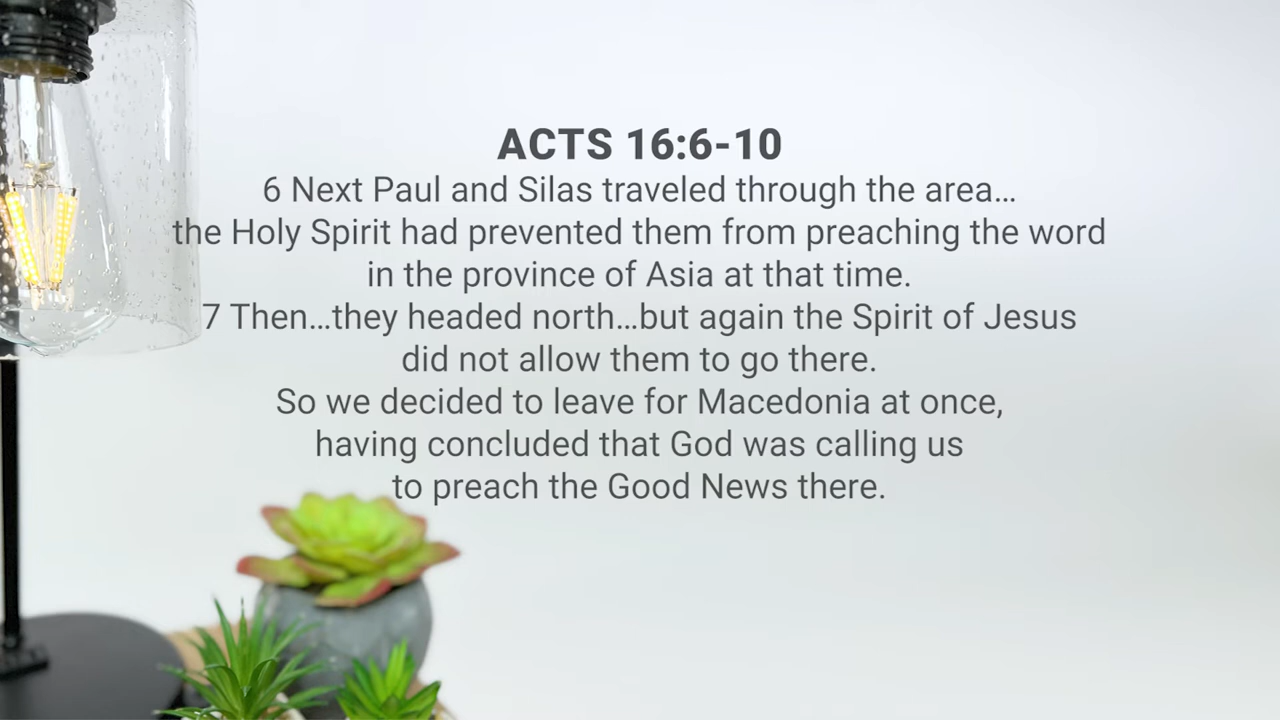 ACTS 16:6-10
6 Next Paul and Silas traveled through the area…
the Holy Spirit had prevented them from preaching the word
in the province of Asia at that time.
7 Then…they headed north…but again the Spirit of Jesus
did not allow them to go there.
So we decided to leave for Macedonia at once,
having concluded that God was calling us
to preach the Good News there.